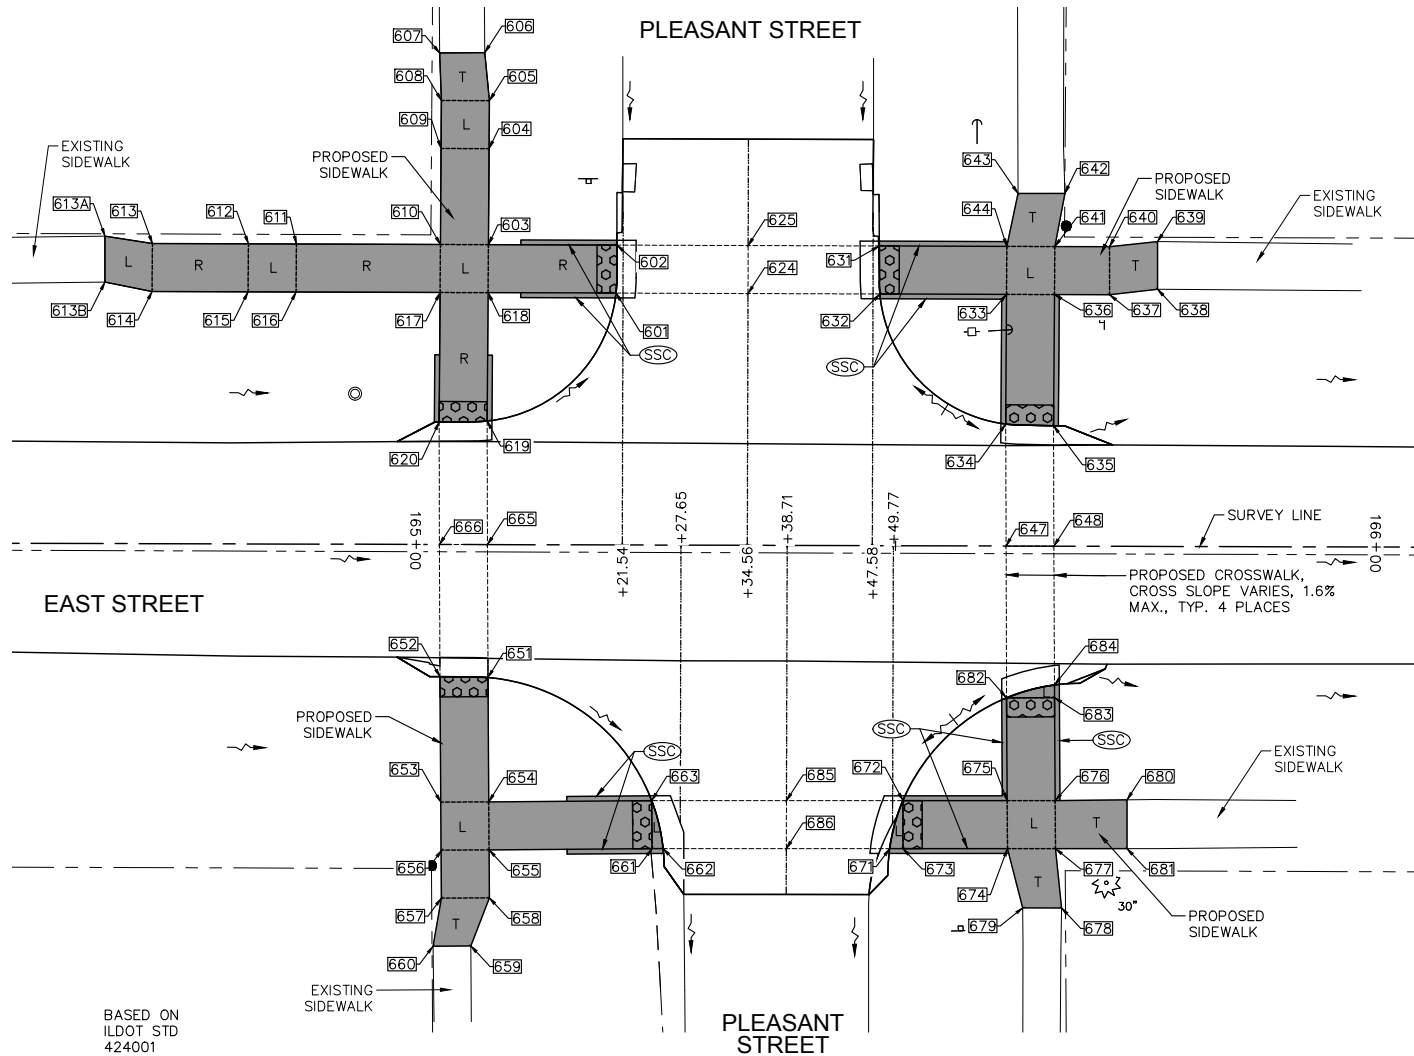 PLEASANT STREET
607
606
T
608
605
L
609
604
EXISTING
SIDEWALK
PROPOSED
SIDEWALK
643
642
PROPOSED
SIDEWALK
EXISTING
SIDEWALK
613A
613
612
611
610
603
625
644
T
641
640
639
L
R
L
R
L
R
602
624
631
L
T
613B
614
615
616
617
618
601
632
633
636
637
638
SSC
SSC
R
620
619
634
635
165+00
666
665
+21.54
+27.65
+34.56
+38.71
+47.58
+49.77
647
648
SURVEY LINE
166+00
PROPOSED CROSSWALK,
CROSS SLOPE VARIES, 1.6%
MAX., TYP. 4 PLACES
EAST STREET
652
651
682
684
683
PROPOSED
SIDEWALK
SSC
SSC
SSC
EXISTING
SIDEWALK
653
654
663
685
672
675
676
680
L
L
T
656
655
661
662
686
671
673
674
677
681
657
658
T
T
30"
660
659
679
678
PROPOSED
SIDEWALK
EXISTING
SIDEWALK
BASED ON
ILDOT STD
424001
PLEASANT
STREET